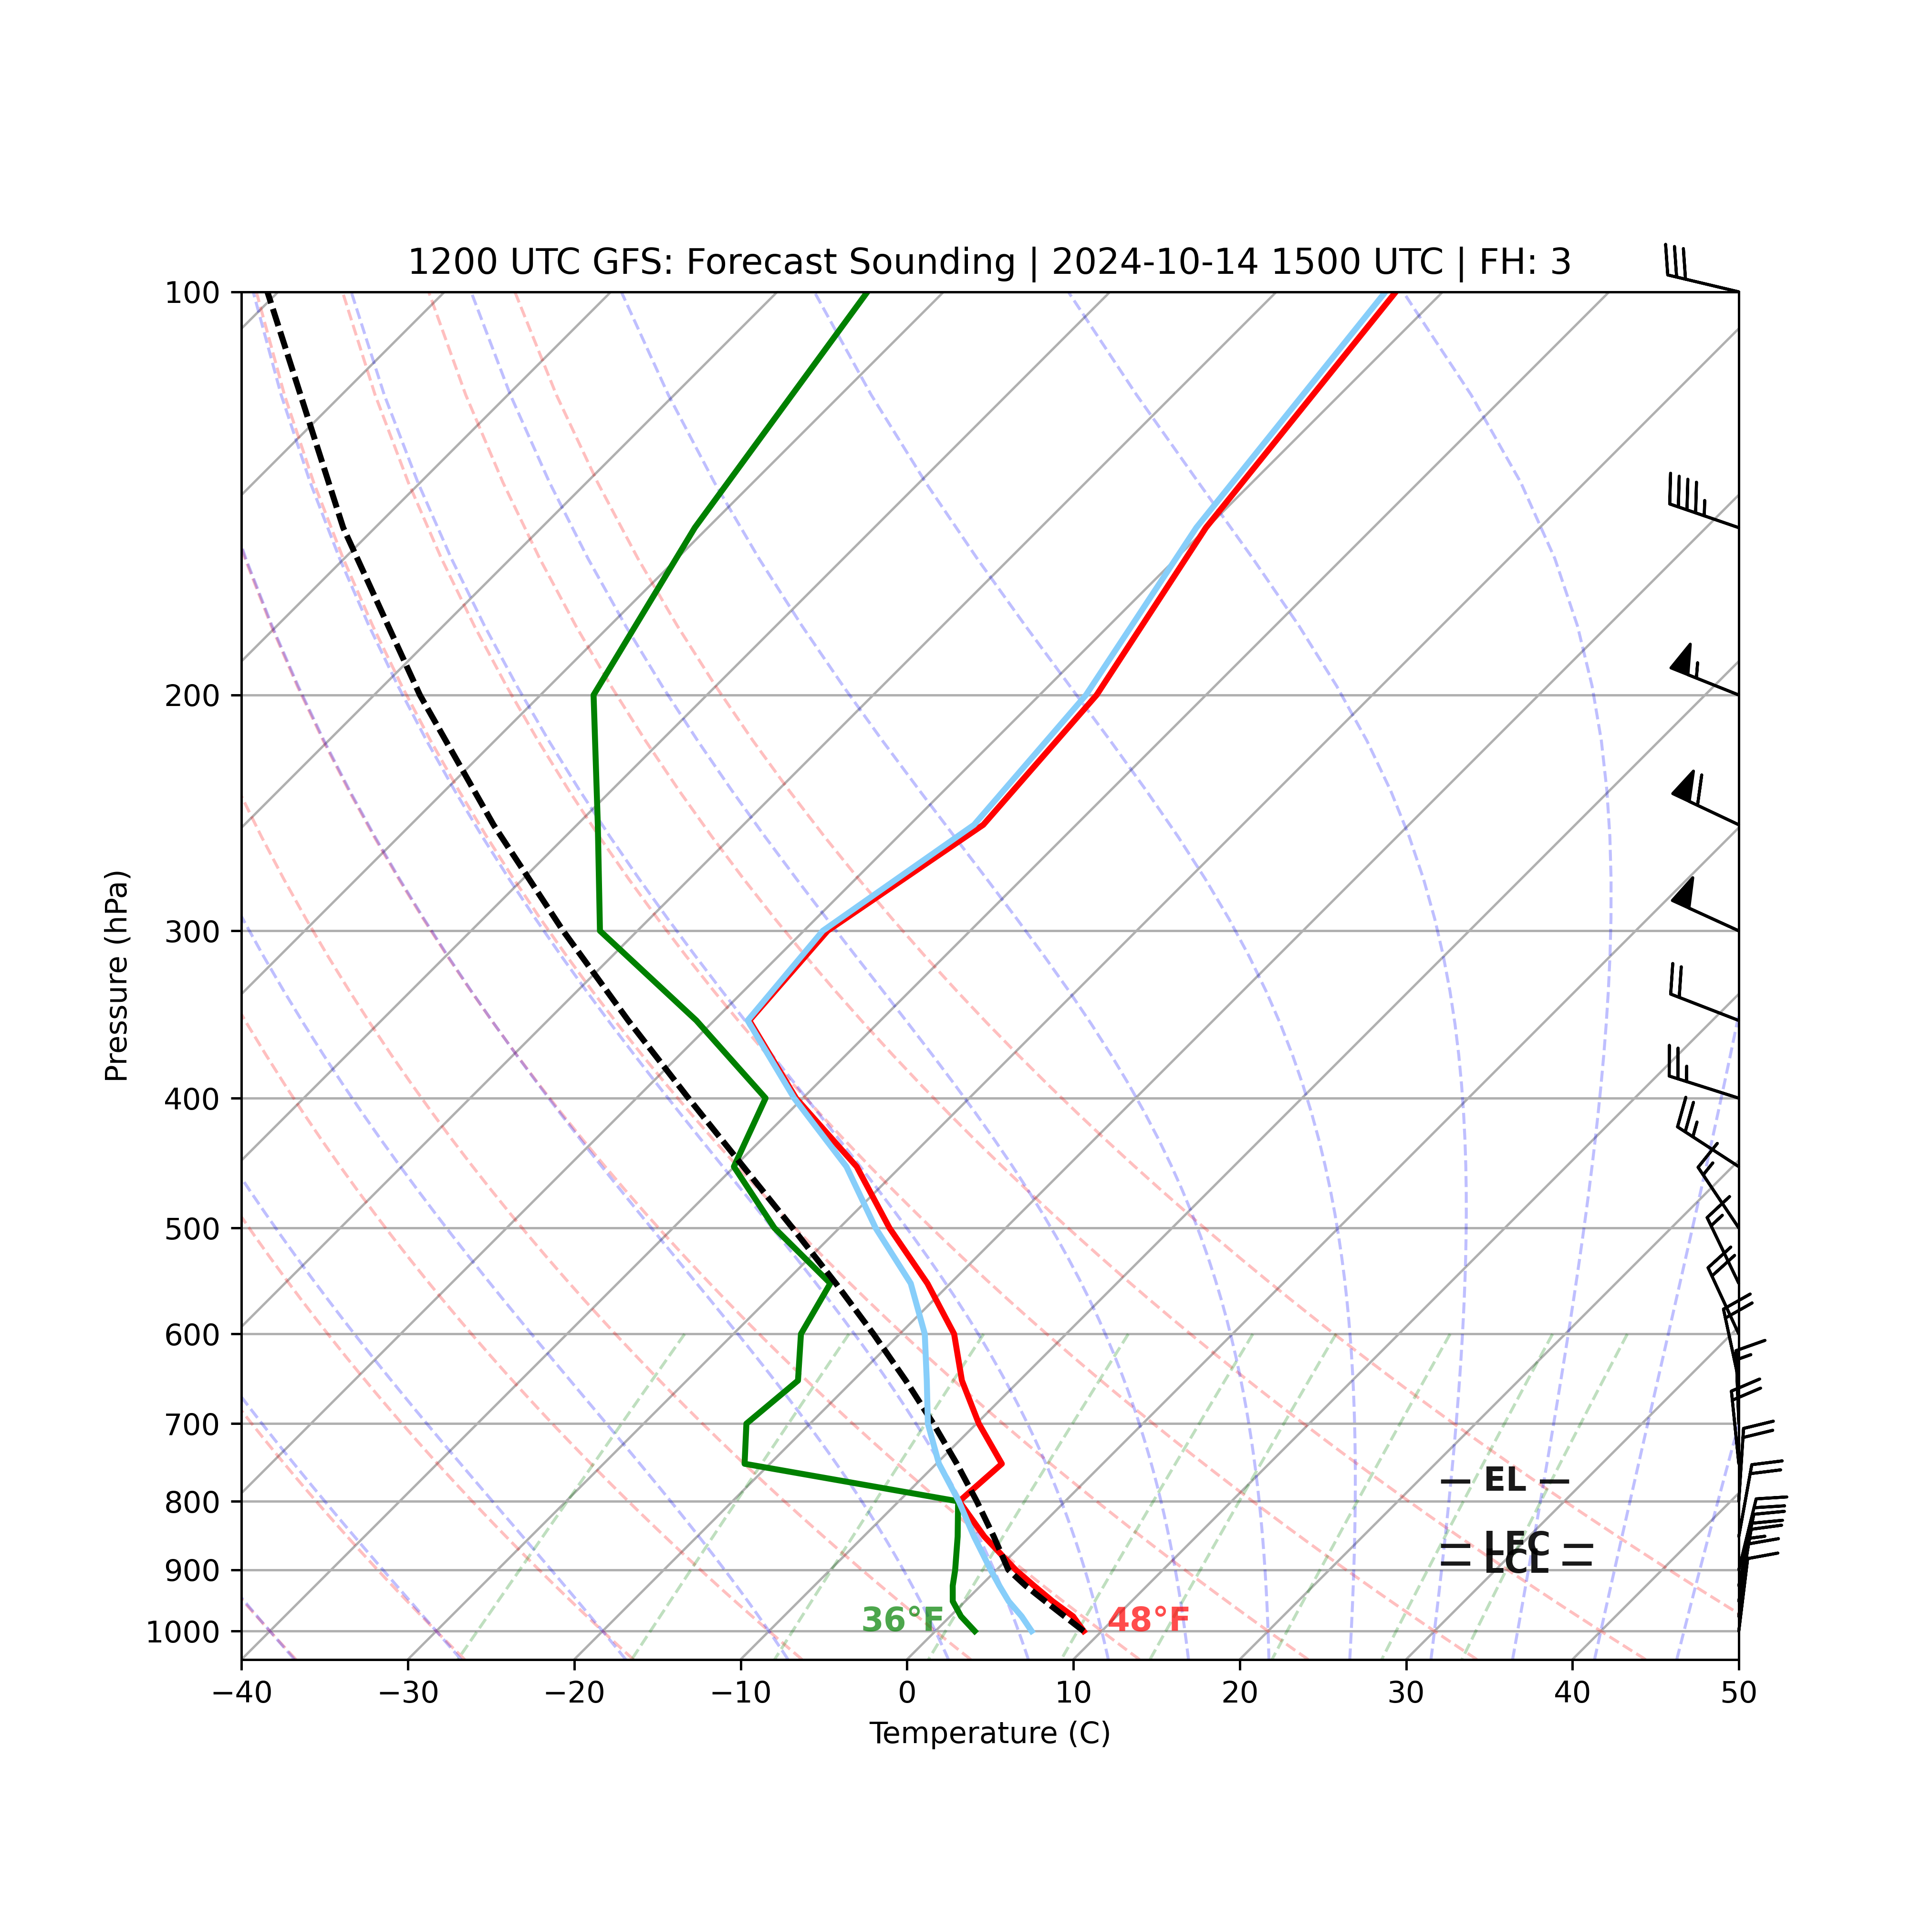 1200 UTC GFS: Forecast Sounding | 2024-10-14 1500 UTC | FH: 3
100
200
300
400
500
600
700
800
900
1000
Pressure (hPa)
— EL —
— LFC —
— LCL —
36°F
48°F
−40 −30 −20 −10 0 10 20 30 40 50
Temperature (C)